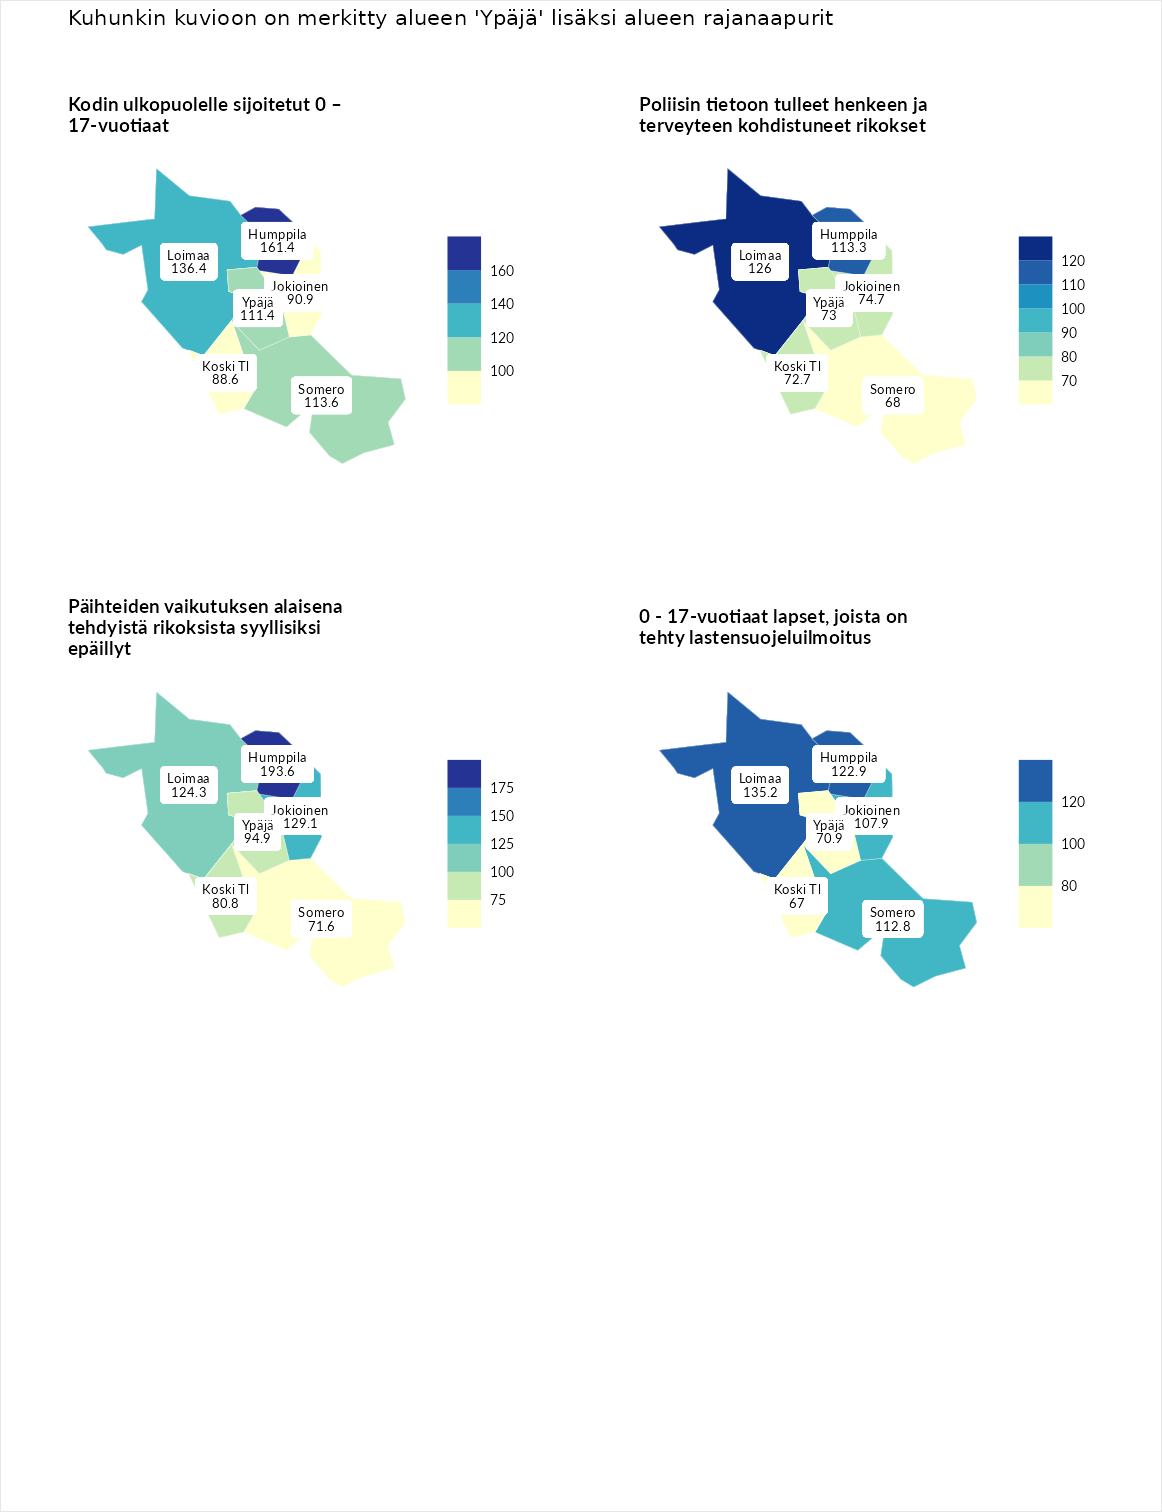 Kuhunkin kuvioon on merkitty alueen 'Ypäjä' lisäksi alueen rajanaapurit
Kodin ulkopuolelle sijoitetut 0 –
17-vuotiaat
Loimaa
136.4
Humppila
161.4
Jokioinen
90.9
Ypäjä
111.4
Koski Tl
88.6
Somero
113.6
160
140
120
100
Poliisin tietoon tulleet henkeen ja
terveyteen kohdistuneet rikokset
Loimaa
126
Humppila
113.3
Jokioinen
74.7
Ypäjä
73
Koski Tl
72.7
Somero
68
120
110
100
90
80
70
Päihteiden vaikutuksen alaisena
tehdyistä rikoksista syyllisiksi
epäillyt
Loimaa
124.3
Humppila
193.6
Jokioinen
129.1
Ypäjä
94.9
Koski Tl
80.8
Somero
71.6
175
150
125
100
75
0 - 17-vuotiaat lapset, joista on
tehty lastensuojeluilmoitus
Loimaa
135.2
Humppila
122.9
Jokioinen
107.9
Ypäjä
70.9
Koski Tl
67
Somero
112.8
120
100
80